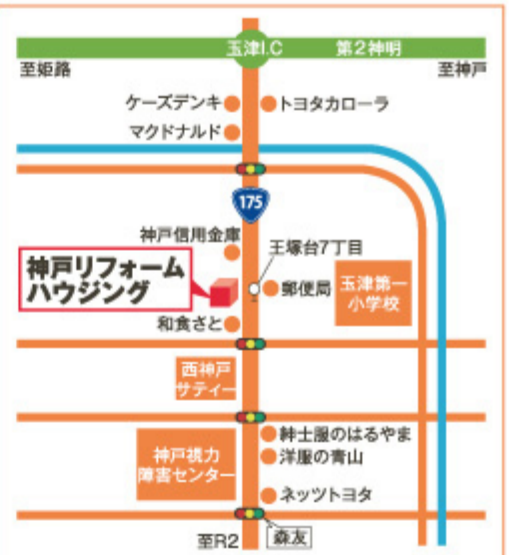 玉津I.C
第2神明
至姫路
至神戸
ケーズデンキ
トヨタカローラ
マクドナルド
175
神戸信用金庫
王塚台7丁目
神戸リフォーム
ハウジング
郵便局
玉津第一
小学校
和食さと
西神戸
サティー
紳士服のはるやま
神戸視力
障害センター
洋服の青山
ネッツトヨタ
至R2
森友